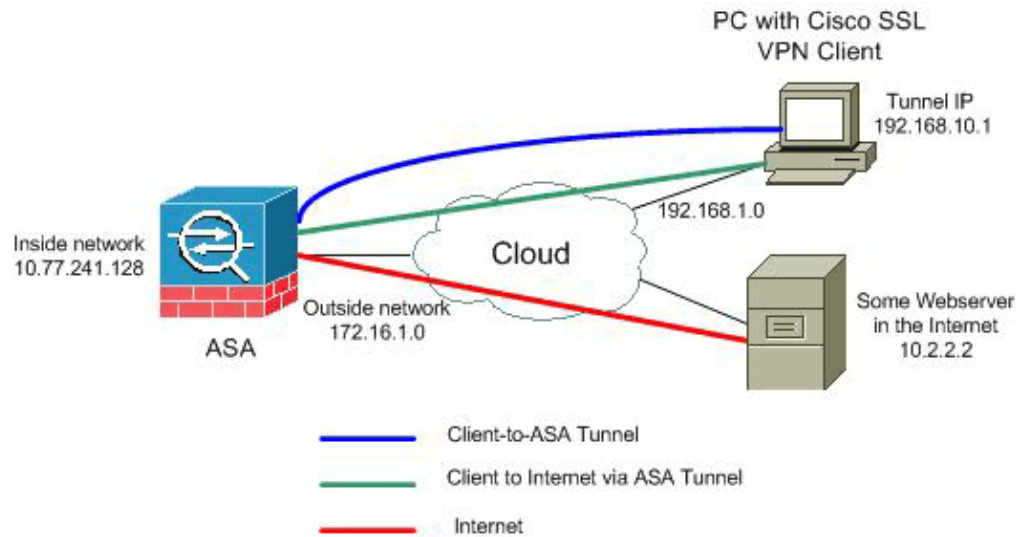 PC with Cisco SSL
VPN Client
Tunnel IP
192.168.10.1
192.168.1.0
Inside network
10.77.241.128
Cloud
Outside network
172.16.1.0
ASA
Some Webserver
in the Internet
10.2.2.2
Client-to-ASA Tunnel
Client to Internet via ASA Tunnel
Internet